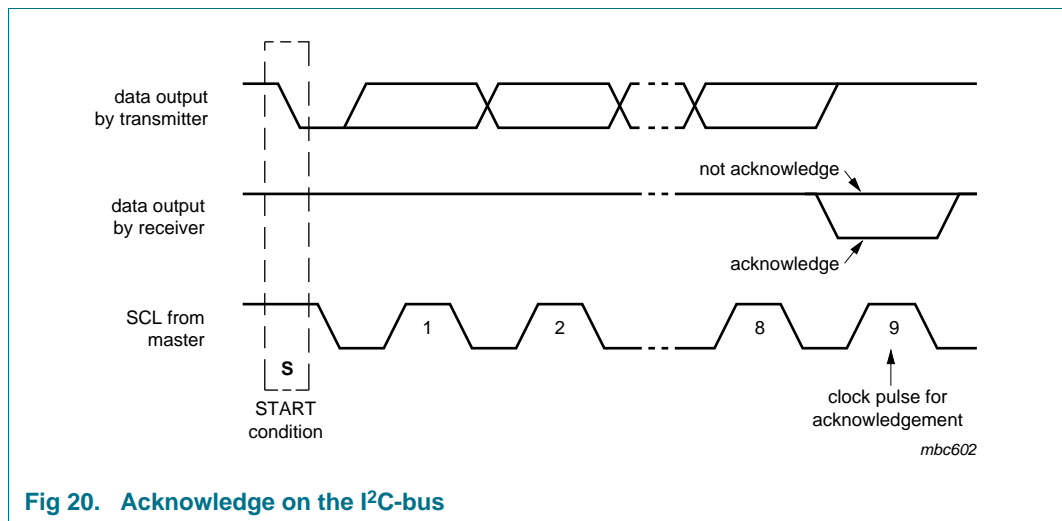 data output
by transmitter
not acknowledge
data output
by receiver
acknowledge
SCL from
master
1
2
8
9
S
START
condition
clock pulse for
acknowledgement
mbc602
Fig 20. Acknowledge on the I²C-bus